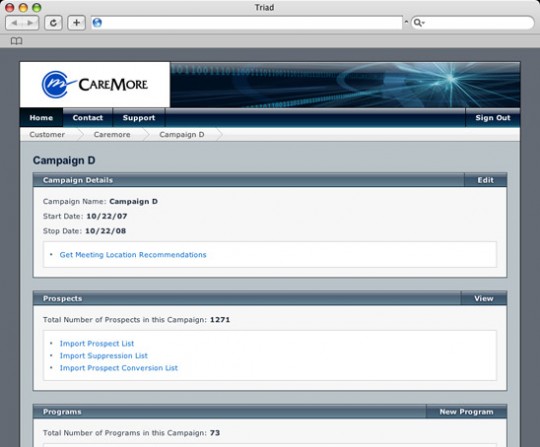 Triad
CAREMORE
Home Contact Support Sign Out
Customer Caremore Campaign D
Campaign D
Campaign Details Edit
Campaign Name: Campaign D
Start Date: 10/22/07
Stop Date: 10/22/08
• Get Meeting Location Recommendations
Prospects View
Total Number of Prospects in this Campaign: 1271
• Import Prospect List
• Import Suppression List
• Import Prospect Conversion List
Programs New Program
Total Number of Programs in this Campaign: 73